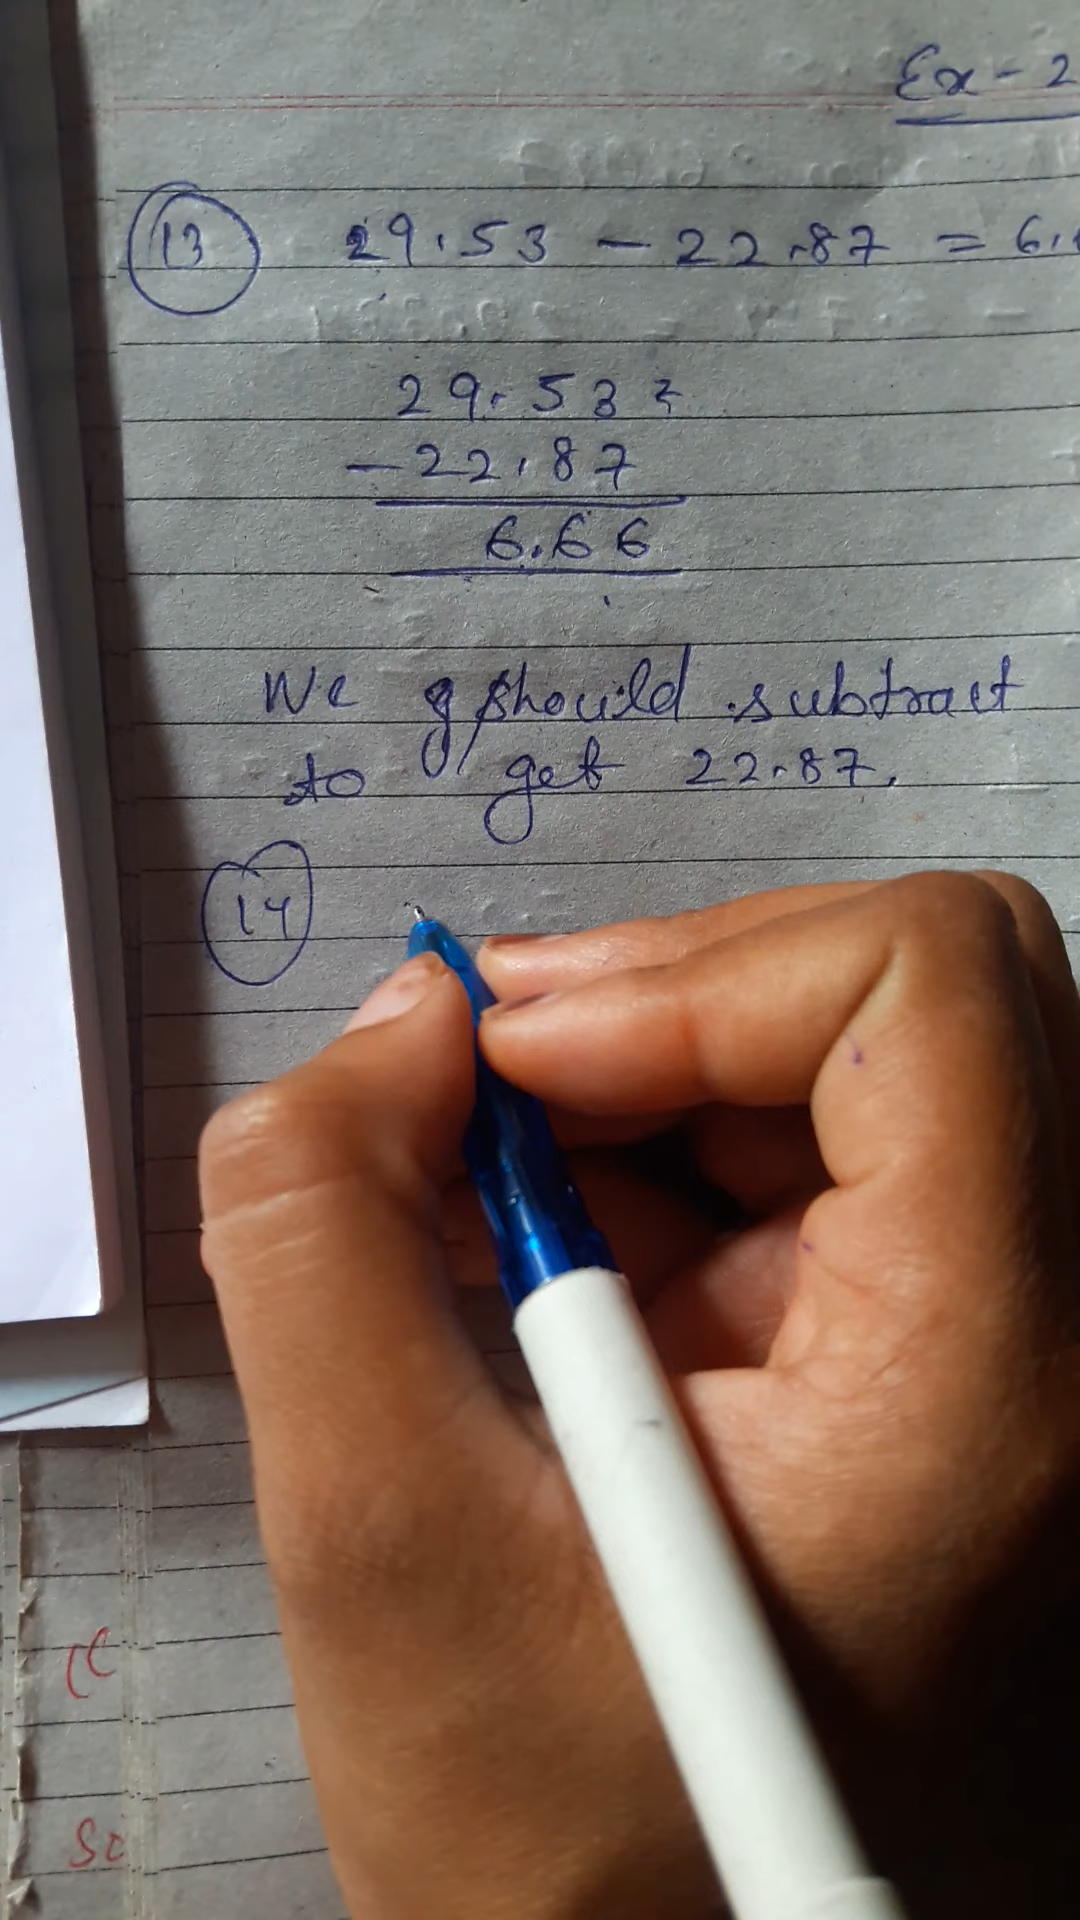 Ex - 2
13 29.53 - 22.87 = 6.
29.53
- 22.87
6.66
We should subtract
to get 22.87.
14